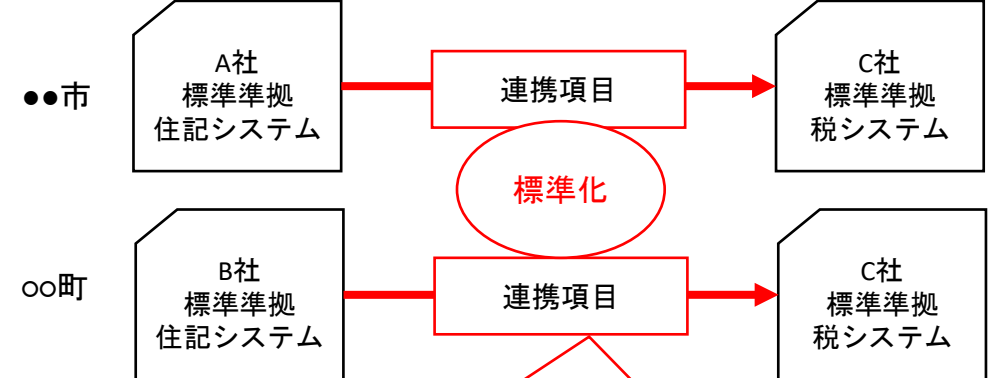 A社
標準準拠
住記システム
●●市
連携項目
C社
標準準拠
税システム
標準化
B社
標準準拠
住記システム
○○町
連携項目
C社
標準準拠
税システム